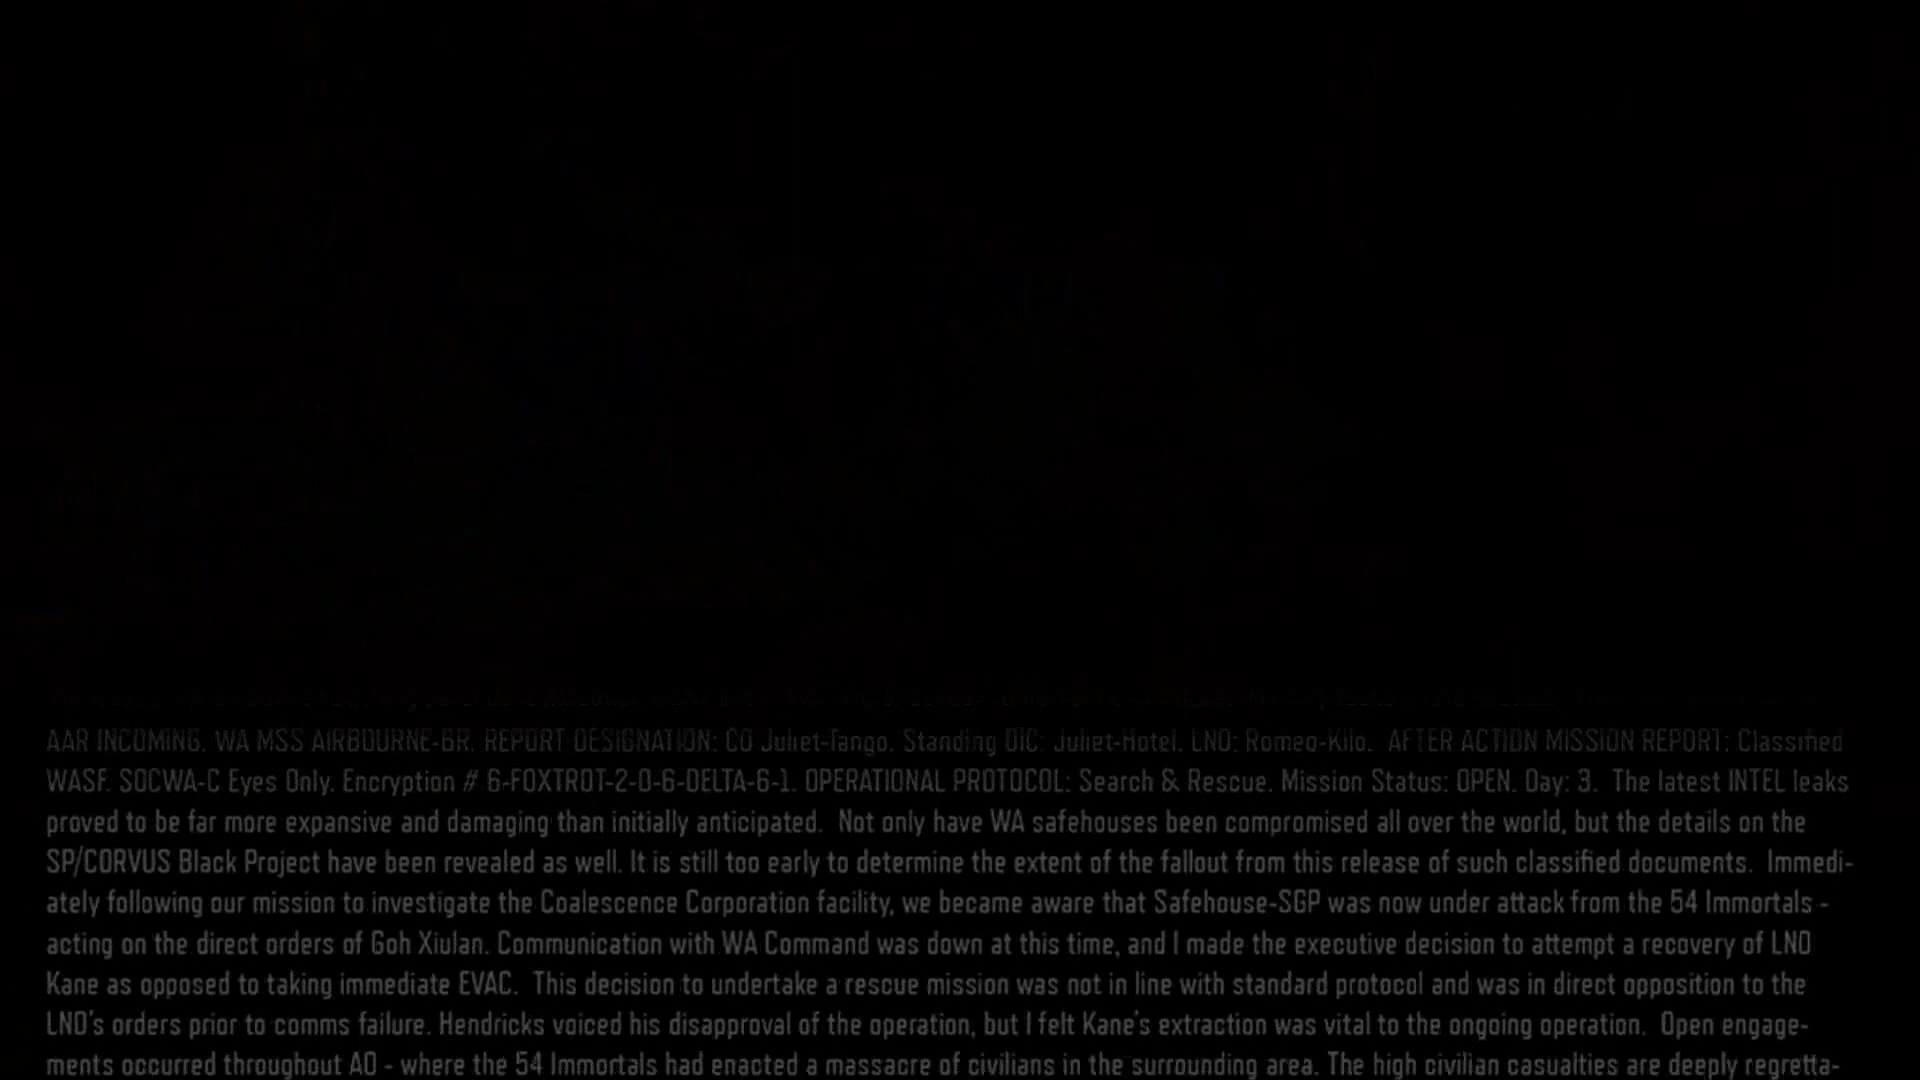 AAR INCOMING. WA MSS AIRBOURNE-6R. REPORT DESIGNATION: CO Juliet-Tango. Standing OIC: Juliet-Hotel. LNO: Romeo-Kilo.  AFTER ACTION MISSION REPORT: Classified
WASF. SOCWA-C Eyes Only. Encryption # 6-FOXTROT-2-0-6-DELTA-6-1. OPERATIONAL PROTOCOL: Search & Rescue. Mission Status: OPEN. Day: 3.  The latest INTEL leaks
proved to be far more expansive and damaging than initially anticipated.  Not only have WA safehouses been compromised all over the world, but the details on the
SP/CORVUS Black Project have been revealed as well. It is still too early to determine the extent of the fallout from this release of such classified documents.  Immedi-
ately following our mission to investigate the Coalescence Corporation facility, we became aware that Safehouse-SGP was now under attack from the 54 Immortals -
acting on the direct orders of Goh Xiulan. Communication with WA Command was down at this time, and I made the executive decision to attempt a recovery of LNO
Kane as opposed to taking immediate EVAC.  This decision to undertake a rescue mission was not in line with standard protocol and was in direct opposition to the
LNO's orders prior to comms failure. Hendricks voiced his disapproval of the operation, but I felt Kane's extraction was vital to the ongoing operation.  Open engage-
ments occurred throughout AO - where the 54 Immortals had enacted a massacre of civilians in the surrounding area. The high civilian casualties are deeply regretta-